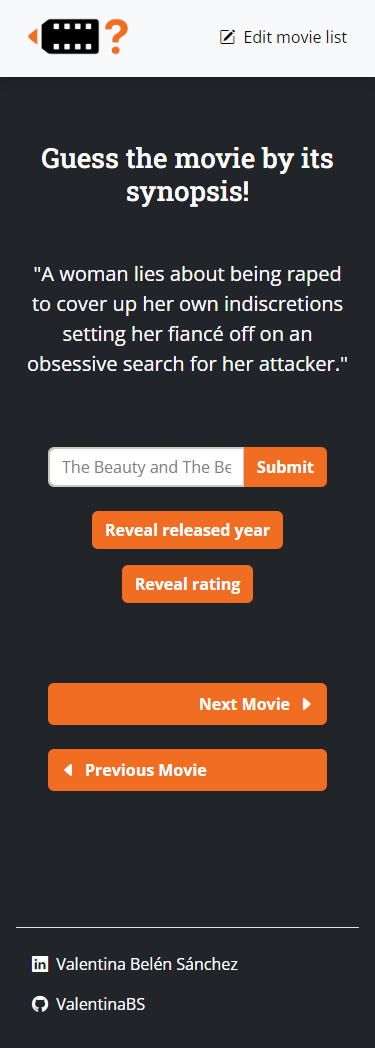 ?
Edit movie list
Guess the movie by its
synopsis!
"A woman lies about being raped
to cover up her own indiscretions
setting her fiancé off on an
obsessive search for her attacker."
The Beauty and The Be
Submit
Reveal released year
Reveal rating
Next Movie
Previous Movie
Valentina Belén Sánchez
ValentinaBS